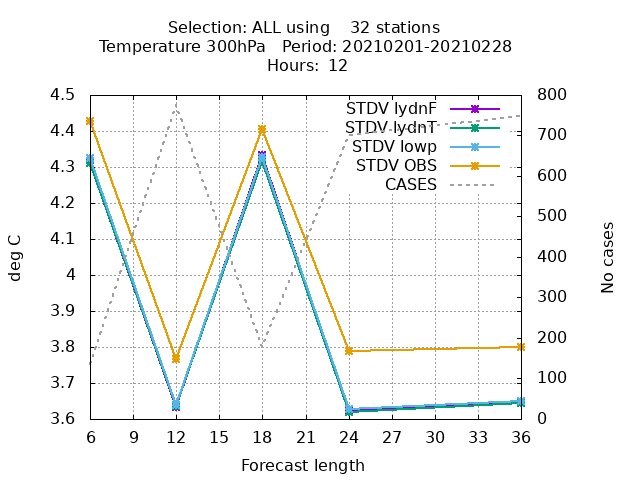 Selection: ALL using    32 stations
Temperature 300hPa   Period: 20210201-20210228
Hours: 12
4.5
4.4
4.3
4.2
4.1
4
3.9
3.8
3.7
3.6
800
700
600
500
400
300
200
100
0
STDV lydnF
STDV lydnT
STDV lowp
STDV OBS
CASES
deg C
No cases
6 9 12 15 18 21 24 27 30 33 36
Forecast length